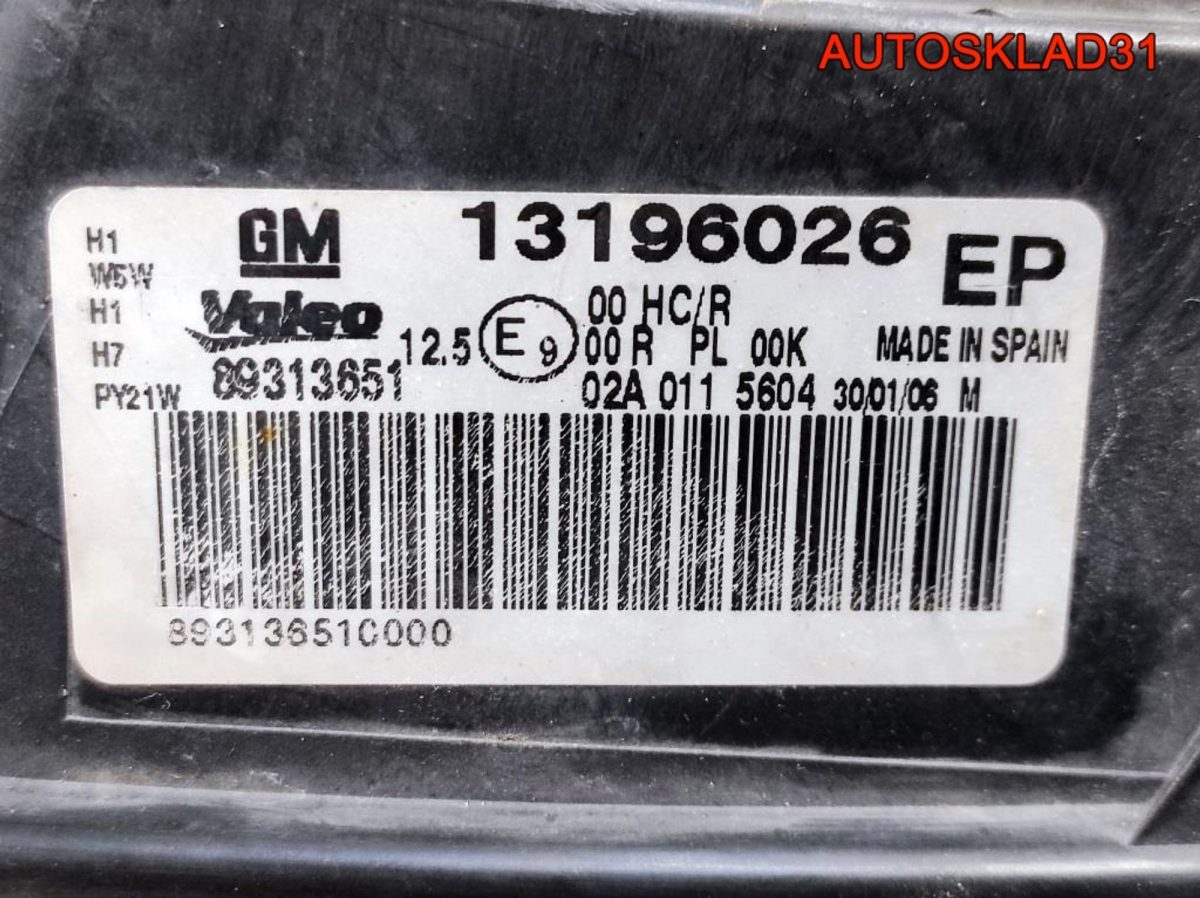 AUTOSKLAD31
H1
W5W
H1
H7
PY21W
GM
Valeo
89313651
13196026 EP
12.5 E9
00 HC/R
00 R PL 00K
02A 011 5604 30/01/06 M
MADE IN SPAIN
893136510000